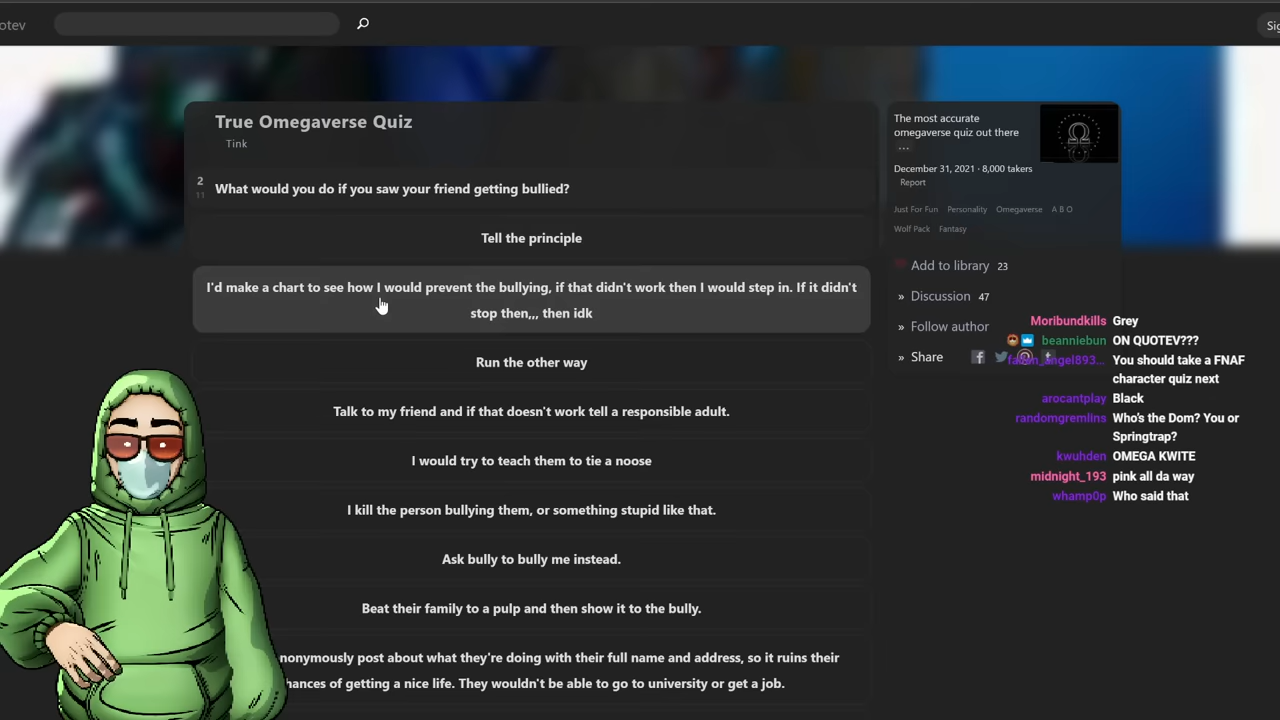 otev
Sig
True Omegaverse Quiz
Tink
2
11
What would you do if you saw your friend getting bullied?
Tell the principle
I'd make a chart to see how I would prevent the bullying, if that didn't work then I would step in. If it didn't
stop then,,, then idk
Run the other way
Talk to my friend and if that doesn't work tell a responsible adult.
I would try to teach them to tie a noose
I kill the person bullying them, or something stupid like that.
Ask bully to bully me instead.
Beat their family to a pulp and then show it to the bully.
nonymously post about what they're doing with their full name and address, so it ruins their
hances of getting a nice life. They wouldn't be able to go to university or get a job.
The most accurate
omegaverse quiz out there
...
December 31, 2021 · 8,000 takers
Report
Just For Fun Personality Omegaverse A B O
Wolf Pack Fantasy
Add to library 23
» Discussion 47
» Follow author
» Share
Moribundkills Grey
beanniebun ON QUOTEV???
You should take a FNAF
character quiz next
arocantplay Black
randomgremlins Who's the Dom? You or
Springtrap?
kwuhden OMEGA KWITE
midnight_193 pink all da way
whamp0p Who said that